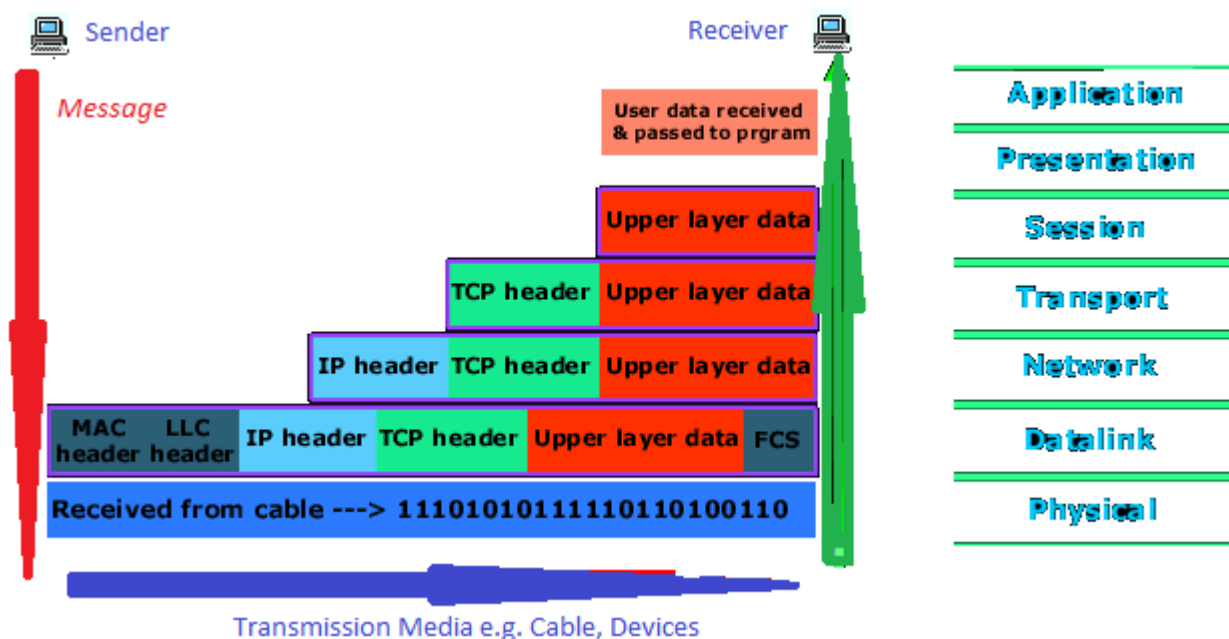 Sender
Receiver
Message
User data received
& passed to prgram
Upper layer data
TCP header Upper layer data
IP header TCP header Upper layer data
MAC header LLC header IP header TCP header Upper layer data FCS
Received from cable ---> 1110101011111011010 0110
Transmission Media e.g. Cable, Devices
Application
Presentation
Session
Transport
Network
Datalink
Physical